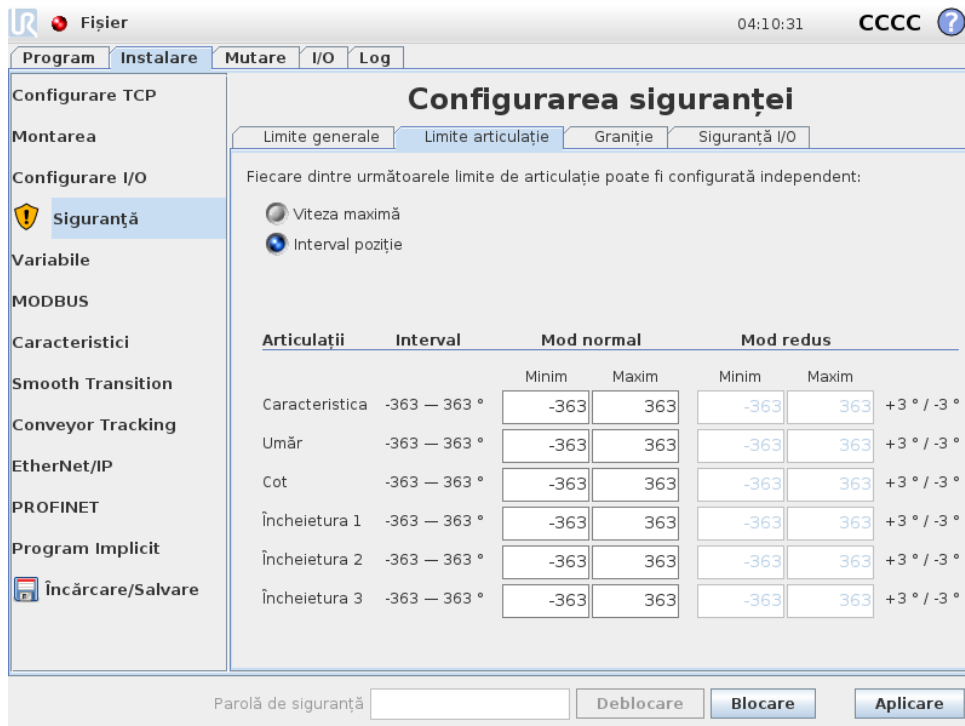 UR Fișier 04:10:31 CCCC ?
Program Instalare Mutare I/O Log
Configurare TCP
Montarea
Configurare I/O
Siguranță
Variabile
MODBUS
Caracteristici
Smooth Transition
Conveyor Tracking
EtherNet/IP
PROFINET
Program Implicit
Încărcare/Salvare
Configurarea siguranței
Limite generale Limite articulație Graniție Siguranță I/O
Fiecare dintre următoarele limite de articulație poate fi configurată independent:
Viteza maximă
Interval poziție
Articulații Interval Mod normal Mod redus
Minim Maxim Minim Maxim
Caracteristica -363 — 363 ° -363 363 -363 363 +3 ° / -3 °
Umăr -363 — 363 ° -363 363 -363 363 +3 ° / -3 °
Cot -363 — 363 ° -363 363 -363 363 +3 ° / -3 °
Încheietura 1 -363 — 363 ° -363 363 -363 363 +3 ° / -3 °
Încheietura 2 -363 — 363 ° -363 363 -363 363 +3 ° / -3 °
Încheietura 3 -363 — 363 ° -363 363 -363 363 +3 ° / -3 °
Parolă de siguranță Deblocare Blocare Aplicare